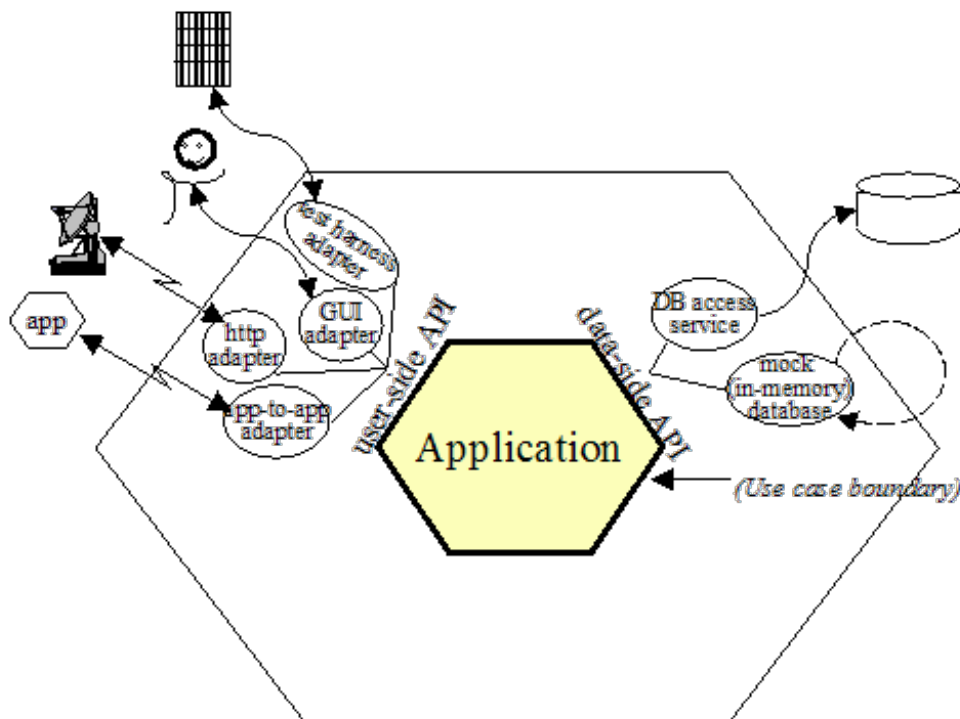 test harness
adapter
GUI
adapter
http
adapter
app
app-to-app
adapter
user-side API
data-side API
Application
DB access
service
mock
(in-memory)
database
(Use case boundary)